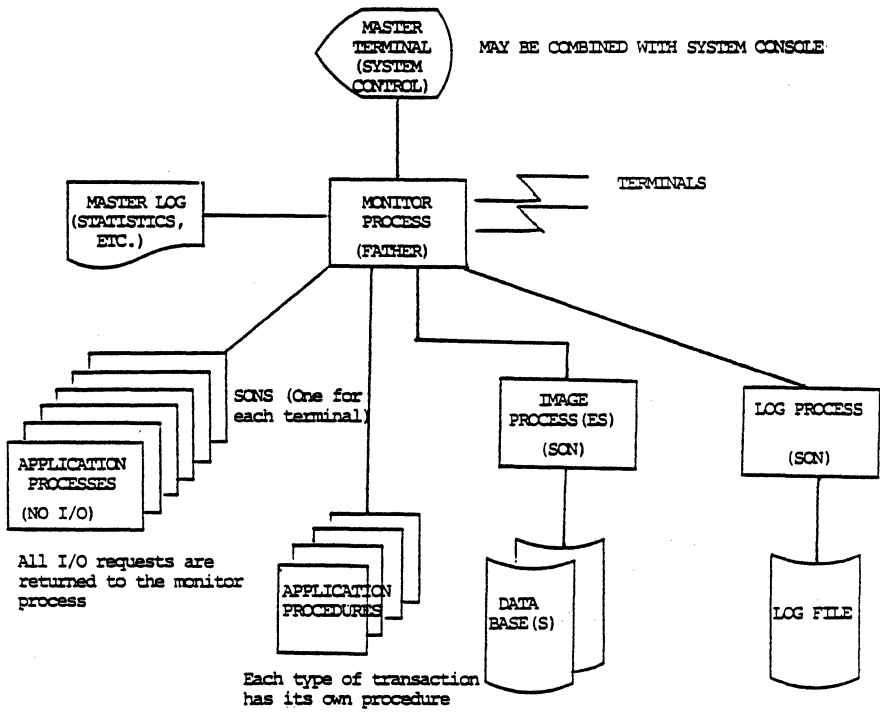 MASTER
TERMINAL
(SYSTEM
CONTROL)
MAY BE COMBINED WITH SYSTEM CONSOLE
MASTER LOG
(STATISTICS,
ETC.)
MONITOR
PROCESS
(FATHER)
TERMINALS
SONS (One for
each terminal)
APPLICATION
PROCESSES
(NO I/O)
All I/O requests are
returned to the monitor
process
APPLICATION
PROCEDURES
Each type of transaction
has its own procedure
IMAGE
PROCESS(ES)
(SON)
DATA
BASE(S)
LOG PROCESS
(SON)
LOG FILE